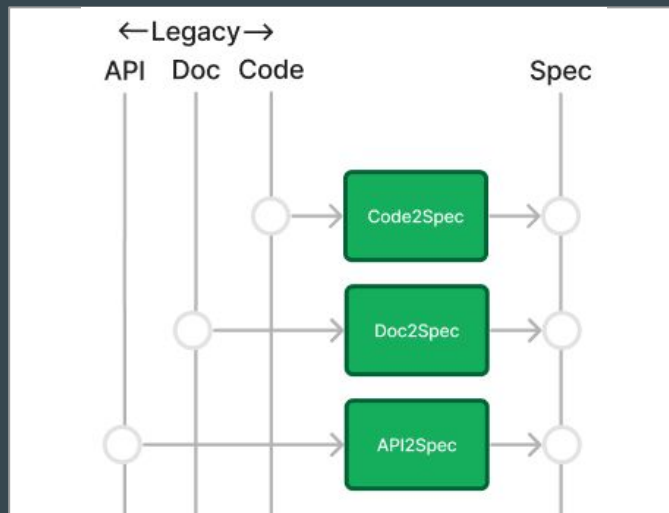 ←Legacy→
API Doc Code Spec
Code2Spec
Doc2Spec
API2Spec